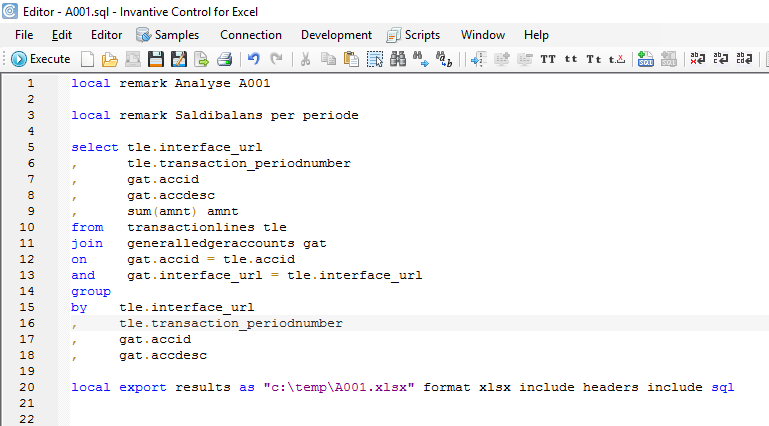 Editor - A001.sql - Invantive Control for Excel
File Edit Editor Samples Connection Development Scripts Window Help
Execute TT tt Tt
1 local remark Analyse A001
2
3 local remark Saldibalans per periode
4
5 select tle.interface_url
6 , tle.transaction_periodnumber
7 , gat.accid
8 , gat.accdesc
9 , sum(amnt) amnt
10 from transactionlines tle
11 join generalledgeraccounts gat
12 on gat.accid = tle.accid
13 and gat.interface_url = tle.interface_url
14 group
15 by tle.interface_url
16 , tle.transaction_periodnumber
17 , gat.accid
18 , gat.accdesc
19
20 local export results as "c:\temp\A001.xlsx" format xlsx include headers include sql
21
22